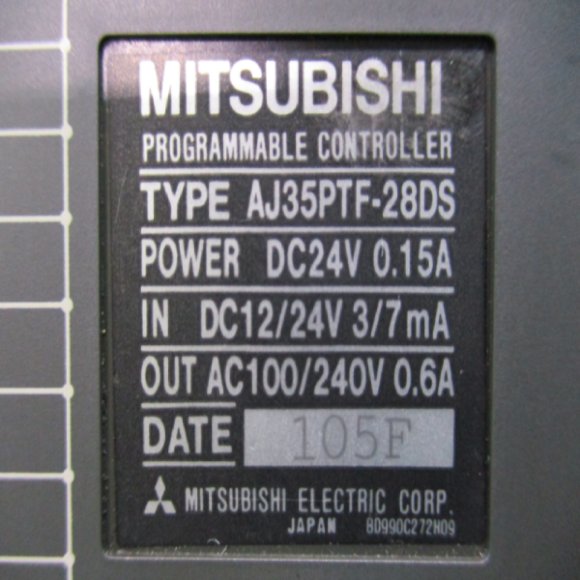 MITSUBISHI
PROGRAMMABLE CONTROLLER
TYPE AJ35PTF-28DS
POWER DC24V 0.15A
IN DC12/24V 3/7mA
OUT AC100/240V 0.6A
DATE 105F
MITSUBISHI ELECTRIC CORP.
JAPAN BD990C272H09